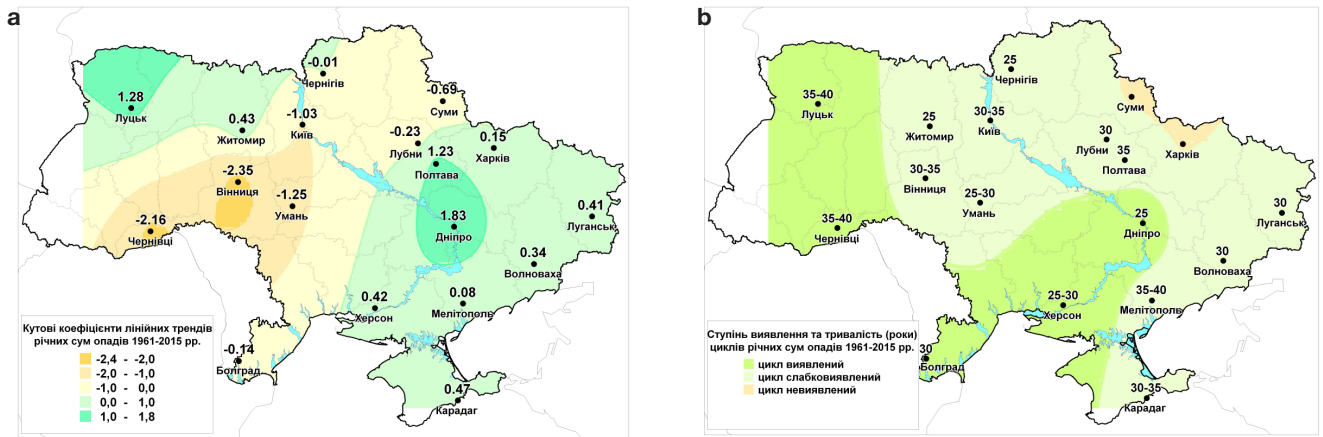 a
-0.01
Чернігів
1.28
Луцьк
-0.69
Суми
0.43
Житомир
-1.03
Київ
-0.23
Лубни
0.15
Харків
1.23
Полтава
-2.35
Вінниця
-1.25
Умань
0.41
Луганськ
-2.16
Чернівці
1.83
Дніпро
0.34
Волноваха
0.42
Херсон
0.08
Мелітополь
-0.14
Болград
0.47
Карадаг
Кутові коефіцієнти лінійних трендів
річних сум опадів 1961-2015 рр.
-2,4 - -2,0
-2,0 - -1,0
-1,0 - 0,0
0,0 - 1,0
1,0 - 1,8
b
25
Чернігів
35-40
Луцьк
Суми
25
Житомир
30-35
Київ
30
Лубни
Харків
35
Полтава
30-35
Вінниця
25-30
Умань
30
Луганськ
35-40
Чернівці
25
Дніпро
30
Волноваха
25-30
Херсон
35-40
Мелітополь
30
Болград
30-35
Карадаг
Ступінь виявлення та тривалість (роки)
циклів річних сум опадів 1961-2015 рр.
цикл виявлений
цикл слабковиявлений
цикл невиявлений